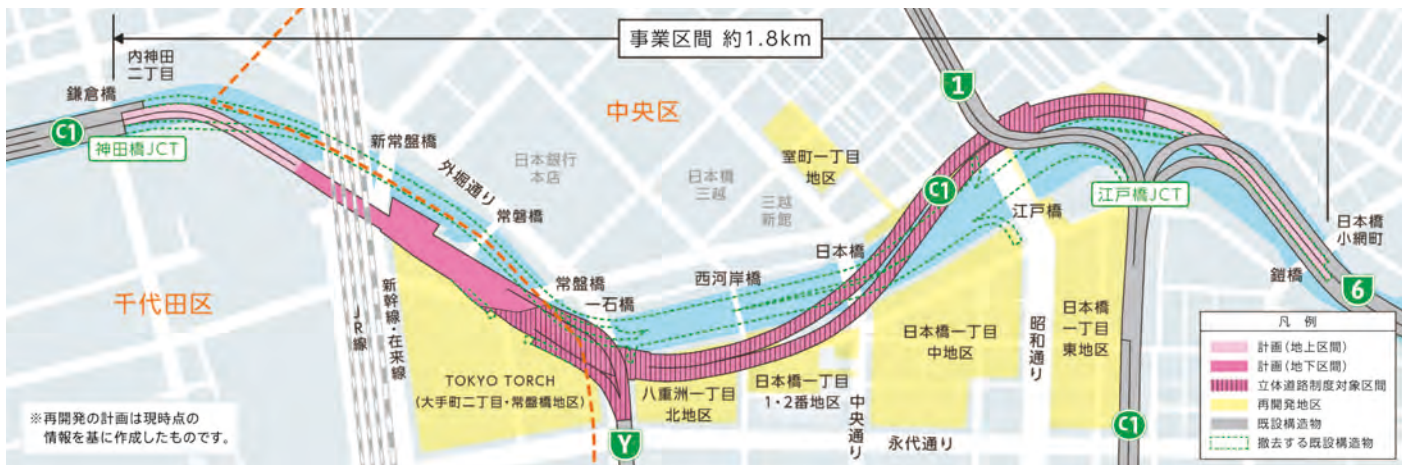 事業区間 約1.8km
内神田
二丁目
鎌倉橋
C1
神田橋JCT
新常盤橋
外堀通り
常磐橋
日本銀行
本店
中央区
日本橋
三越
三越
新館
室町一丁目
地区
1
C1
江戸橋
江戸橋JCT
日本橋
小網町
鎧橋
6
千代田区
JR線
新幹線・在来線
常盤橋
一石橋
西河岸橋
日本橋
TOKYO TORCH
(大手町二丁目・常盤橋地区)
Y
八重洲一丁目
北地区
日本橋一丁目
1・2番地区
中央通り
日本橋一丁目
中地区
昭和通り
日本橋
一丁目
東地区
C1
永代通り
凡例
計画(地上区間)
計画(地下区間)
立体道路制度対象区間
再開発地区
既設構造物
撤去する既設構造物
※再開発の計画は現時点の
情報を基に作成したものです。